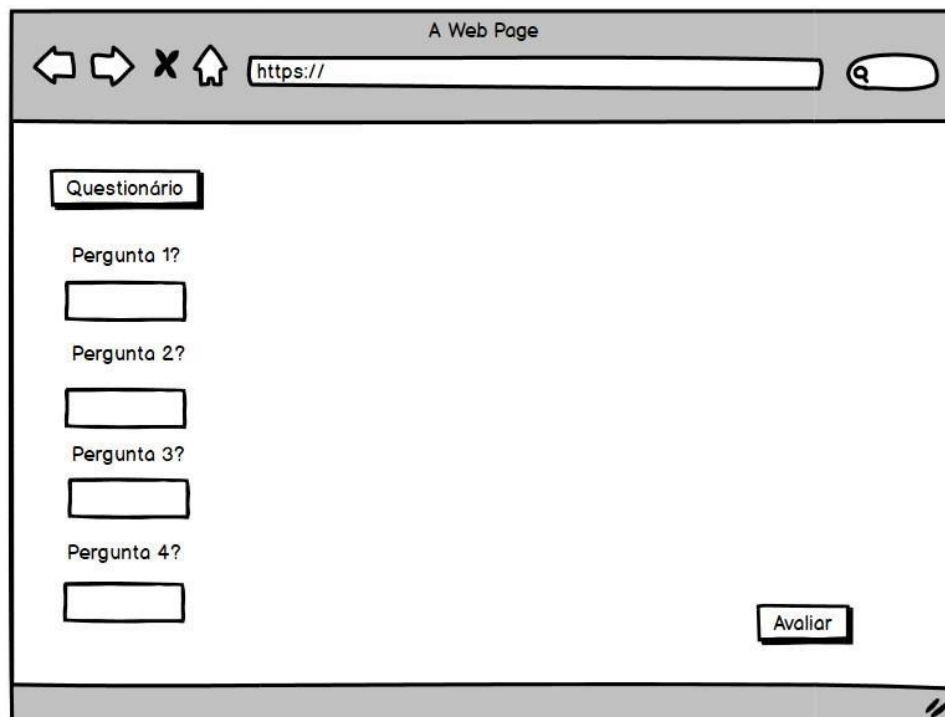 A Web Page
https://
Questionário
Pergunta 1?
Pergunta 2?
Pergunta 3?
Pergunta 4?
Avaliar